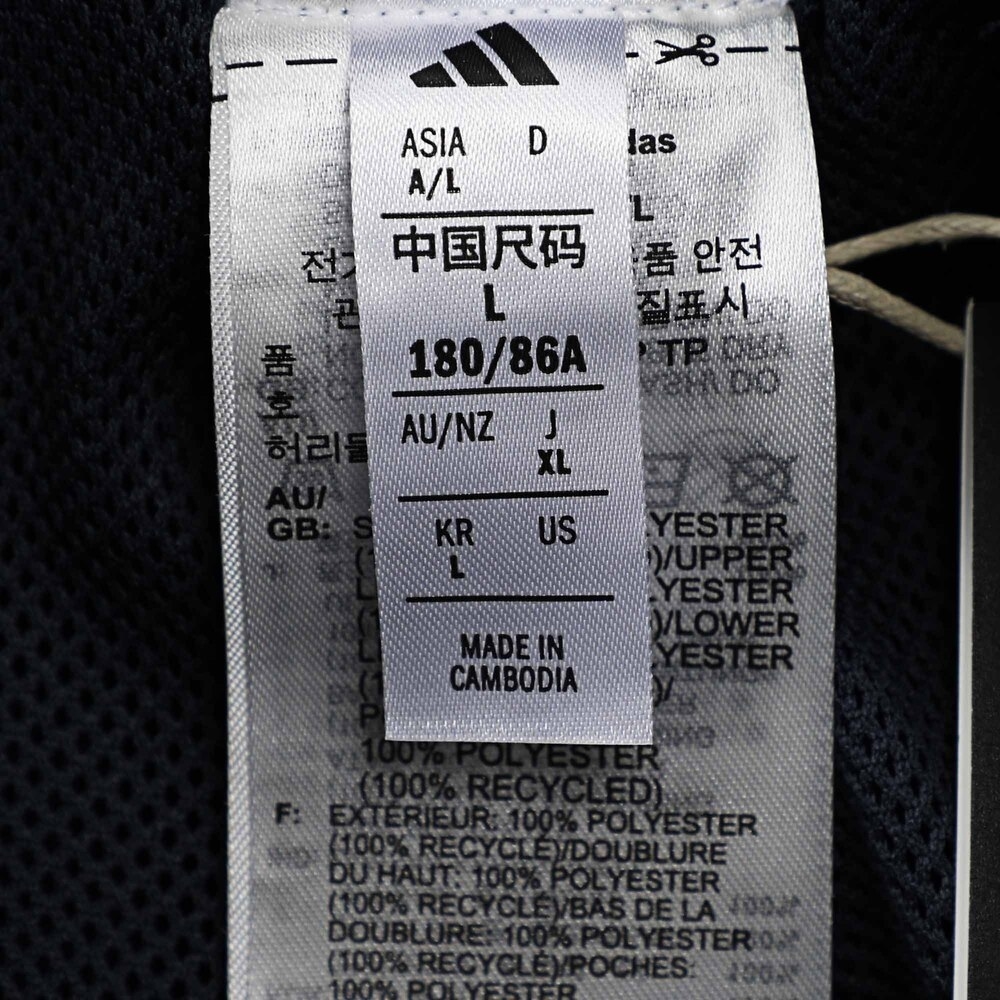 ASIA D
A/L
中国尺码
L
180/86A
AU/NZ J
XL
KR US
L
MADE IN
CAMBODIA
das
L
품 안전
질표시
TP
품
호
허리둘
AU/
GB: S
YESTER
)/UPPER
YESTER
)/LOWER
YESTER
)/
100% POLYESTER
(100% RECYCLED)
F: EXTÉRIEUR: 100% POLYESTER
(100% RECYCLÉ)/DOUBLURE
DU HAUT: 100% POLYESTER
(100% RECYCLÉ)/BAS DE LA
DOUBLURE: 100% POLYESTER
(100% RECYCLÉ)/POCHES:
100% POLYESTER